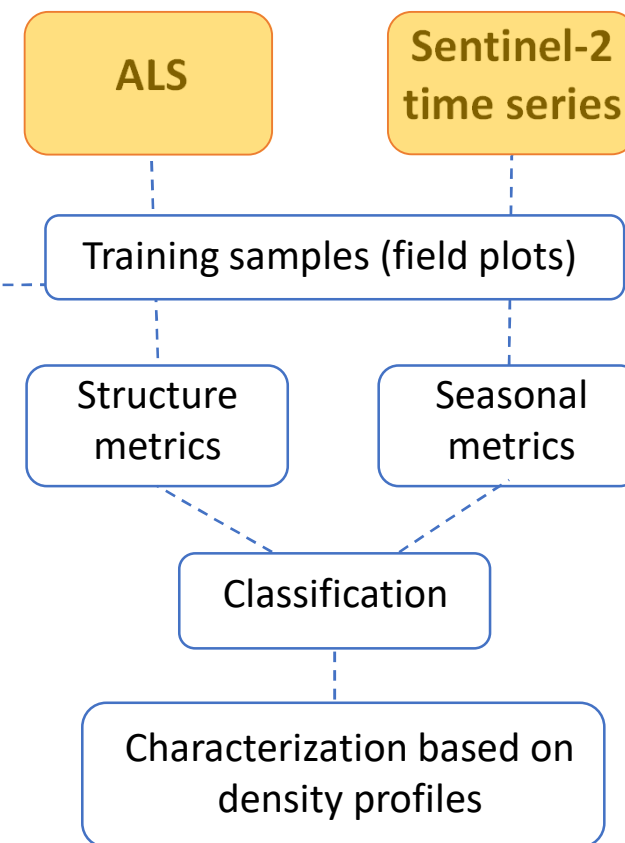 ALS
Sentinel-2
time series
Training samples (field plots)
Structure
metrics
Seasonal
metrics
Classification
Characterization based on
density profiles